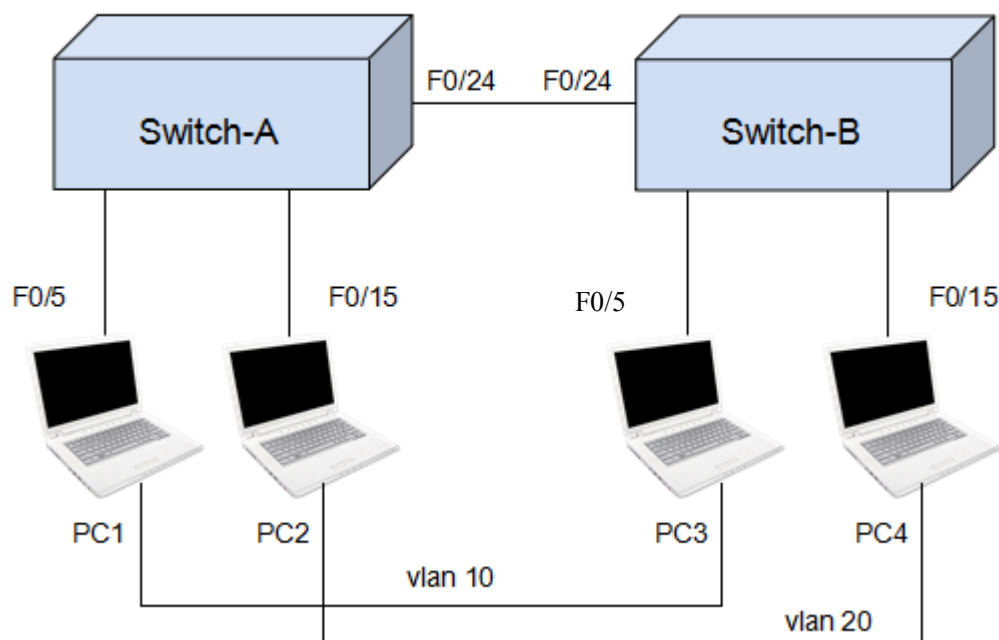 F0/24 F0/24
Switch-A
Switch-B
F0/5
F0/15
F0/5
F0/15
PC1
PC2
PC3
PC4
vlan 10
vlan 20